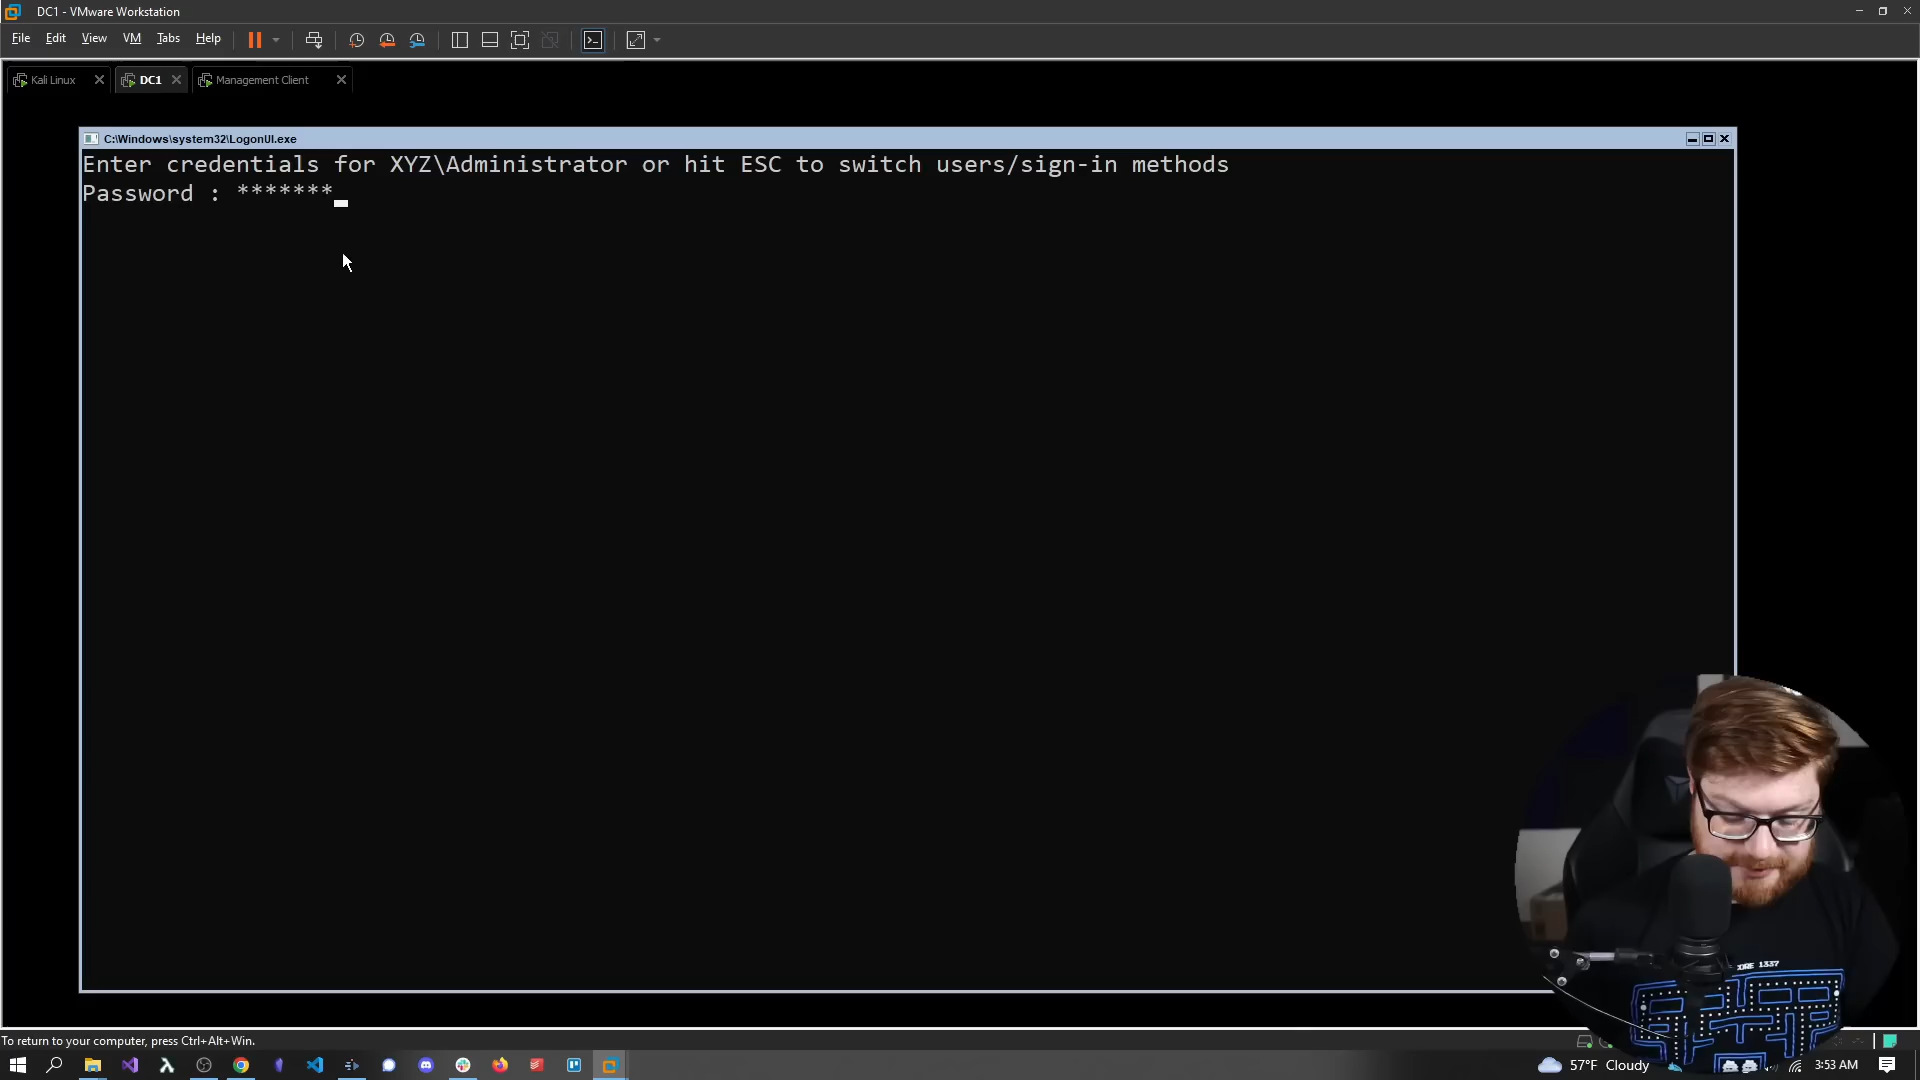 DC1 - VMware Workstation
File Edit View VM Tabs Help
Kali Linux DC1 Management Client
C:\Windows\system32\LogonUI.exe
Enter credentials for XYZ\Administrator or hit ESC to switch users/sign-in methods
Password : *******
1337
To return to your computer, press Ctrl+Alt+Win.
57°F Cloudy 3:53 AM